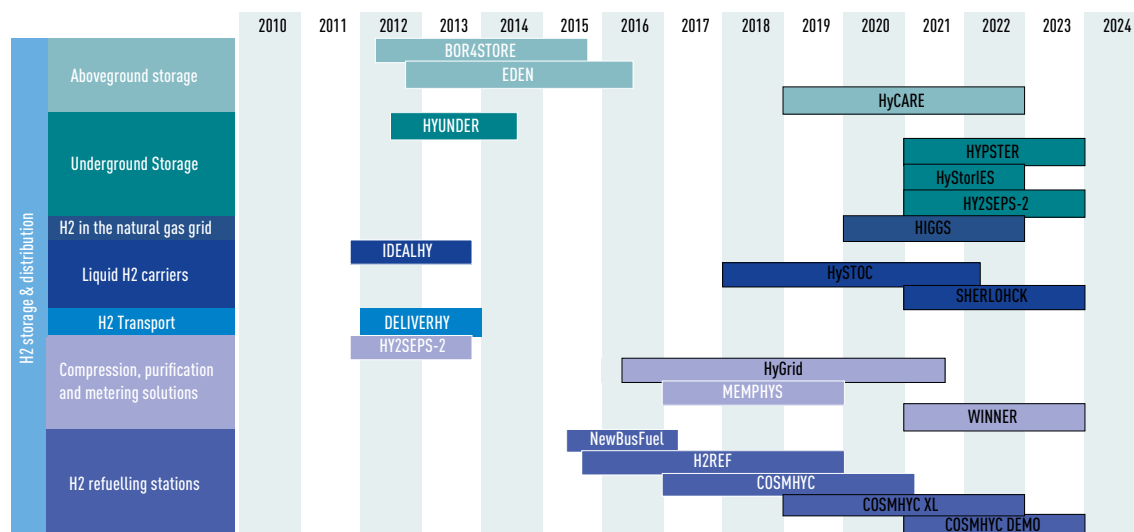 2010 2011 2012 2013 2014 2015 2016 2017 2018 2019 2020 2021 2022 2023 2024
H2 storage & distribution
Aboveground storage
BOR4STORE
EDEN
HyCARE
Underground Storage
HYUNDER
HYPSTER
HyStorIES
HY2SEPS-2
H2 in the natural gas grid
HIGGS
Liquid H2 carriers
IDEALHY
HySTOC
SHERLOHCK
H2 Transport
DELIVERHY
Compression, purification
and metering solutions
HY2SEPS-2
HyGrid
MEMPHYS
WINNER
H2 refuelling stations
NewBusFuel
H2REF
COSMHYC
COSMHYC XL
COSMHYC DEMO